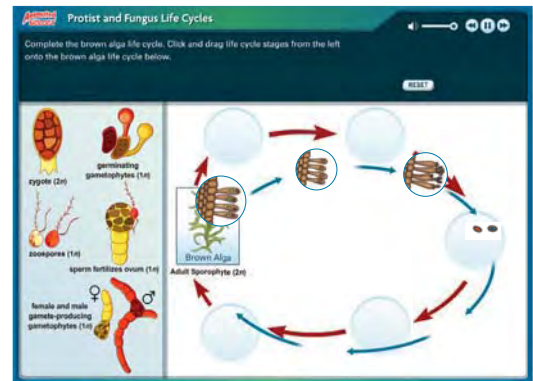 Animated Science
Protist and Fungus Life Cycles
Complete the brown alga life cycle. Click and drag life cycle stages from the left
onto the brown alga life cycle below.
RESET
zygote (2n)
germinating
gametophytes (1n)
zoospores (1n)
sperm fertilizes ovum (1n)
female and male
gamete-producing
gametophytes (1n)
♀
♂
Brown Alga
Adult Sporophyte (2n)